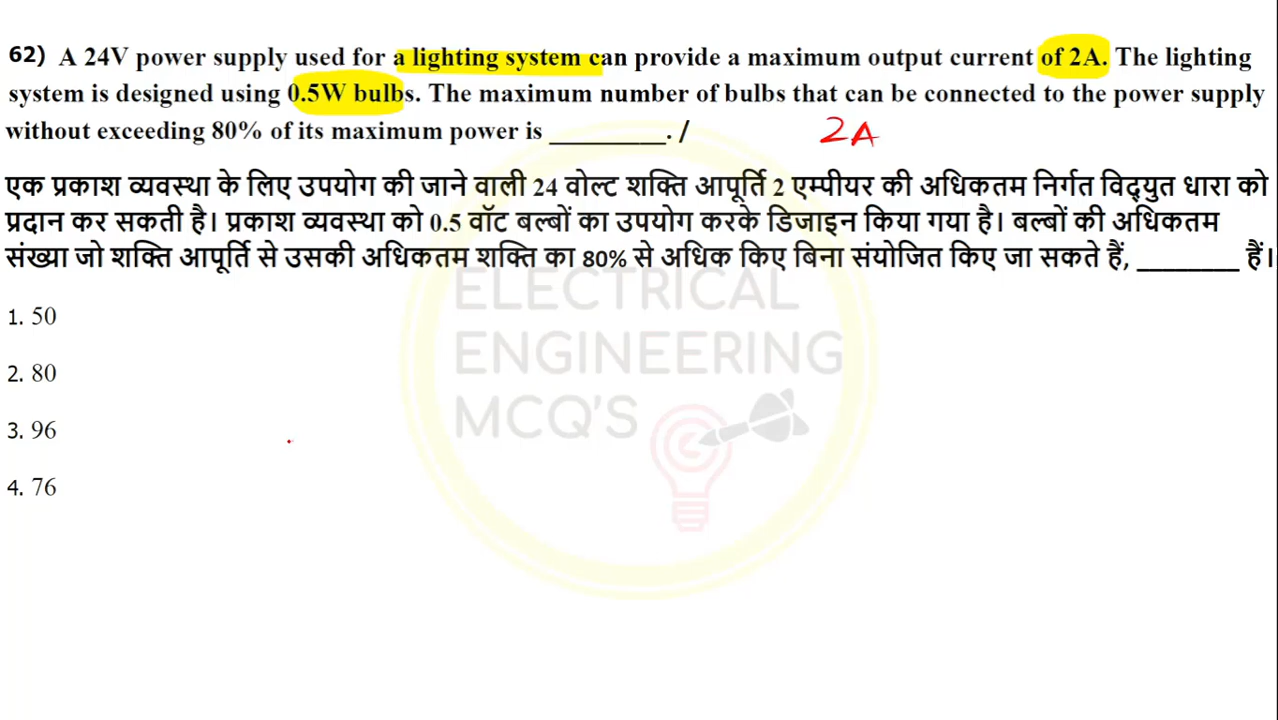 62) A 24V power supply used for a lighting system can provide a maximum output current of 2A. The lighting
system is designed using 0.5W bulbs. The maximum number of bulbs that can be connected to the power supply
without exceeding 80% of its maximum power is _________. /
2A
एक प्रकाश व्यवस्था के लिए उपयोग की जाने वाली 24 वोल्ट शक्ति आपूर्ति 2 एम्पीयर की अधिकतम निर्गत विद्युत धारा को
प्रदान कर सकती है। प्रकाश व्यवस्था को 0.5 वॉट बल्बों का उपयोग करके डिजाइन किया गया है। बल्बों की अधिकतम
संख्या जो शक्ति आपूर्ति से उसकी अधिकतम शक्ति का 80% से अधिक किए बिना संयोजित किए जा सकते हैं, ________ हैं।
ELECTRICAL
ENGINEERING
MCQ'S
1. 50
2. 80
3. 96
4. 76